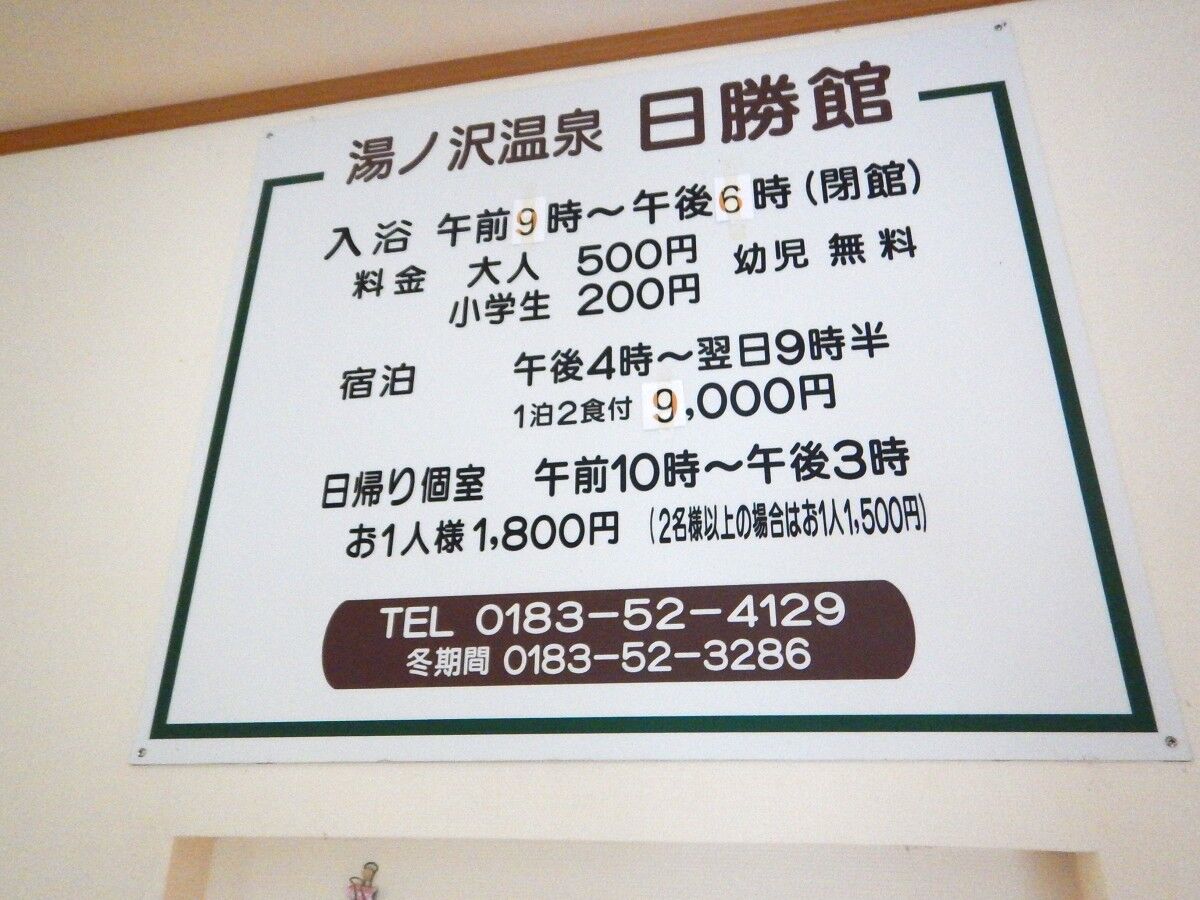 湯ノ沢温泉 日勝館
入浴 午前9時～午後6時(閉館)
料金 大人 500円 幼児 無料
小学生 200円
宿泊 午後4時～翌日9時半
1泊2食付 9,000円
日帰り個室 午前10時～午後3時
お1人様1,800円 (2名様以上の場合はお1人1,500円)
TEL 0183-52-4129
冬期間 0183-52-3286